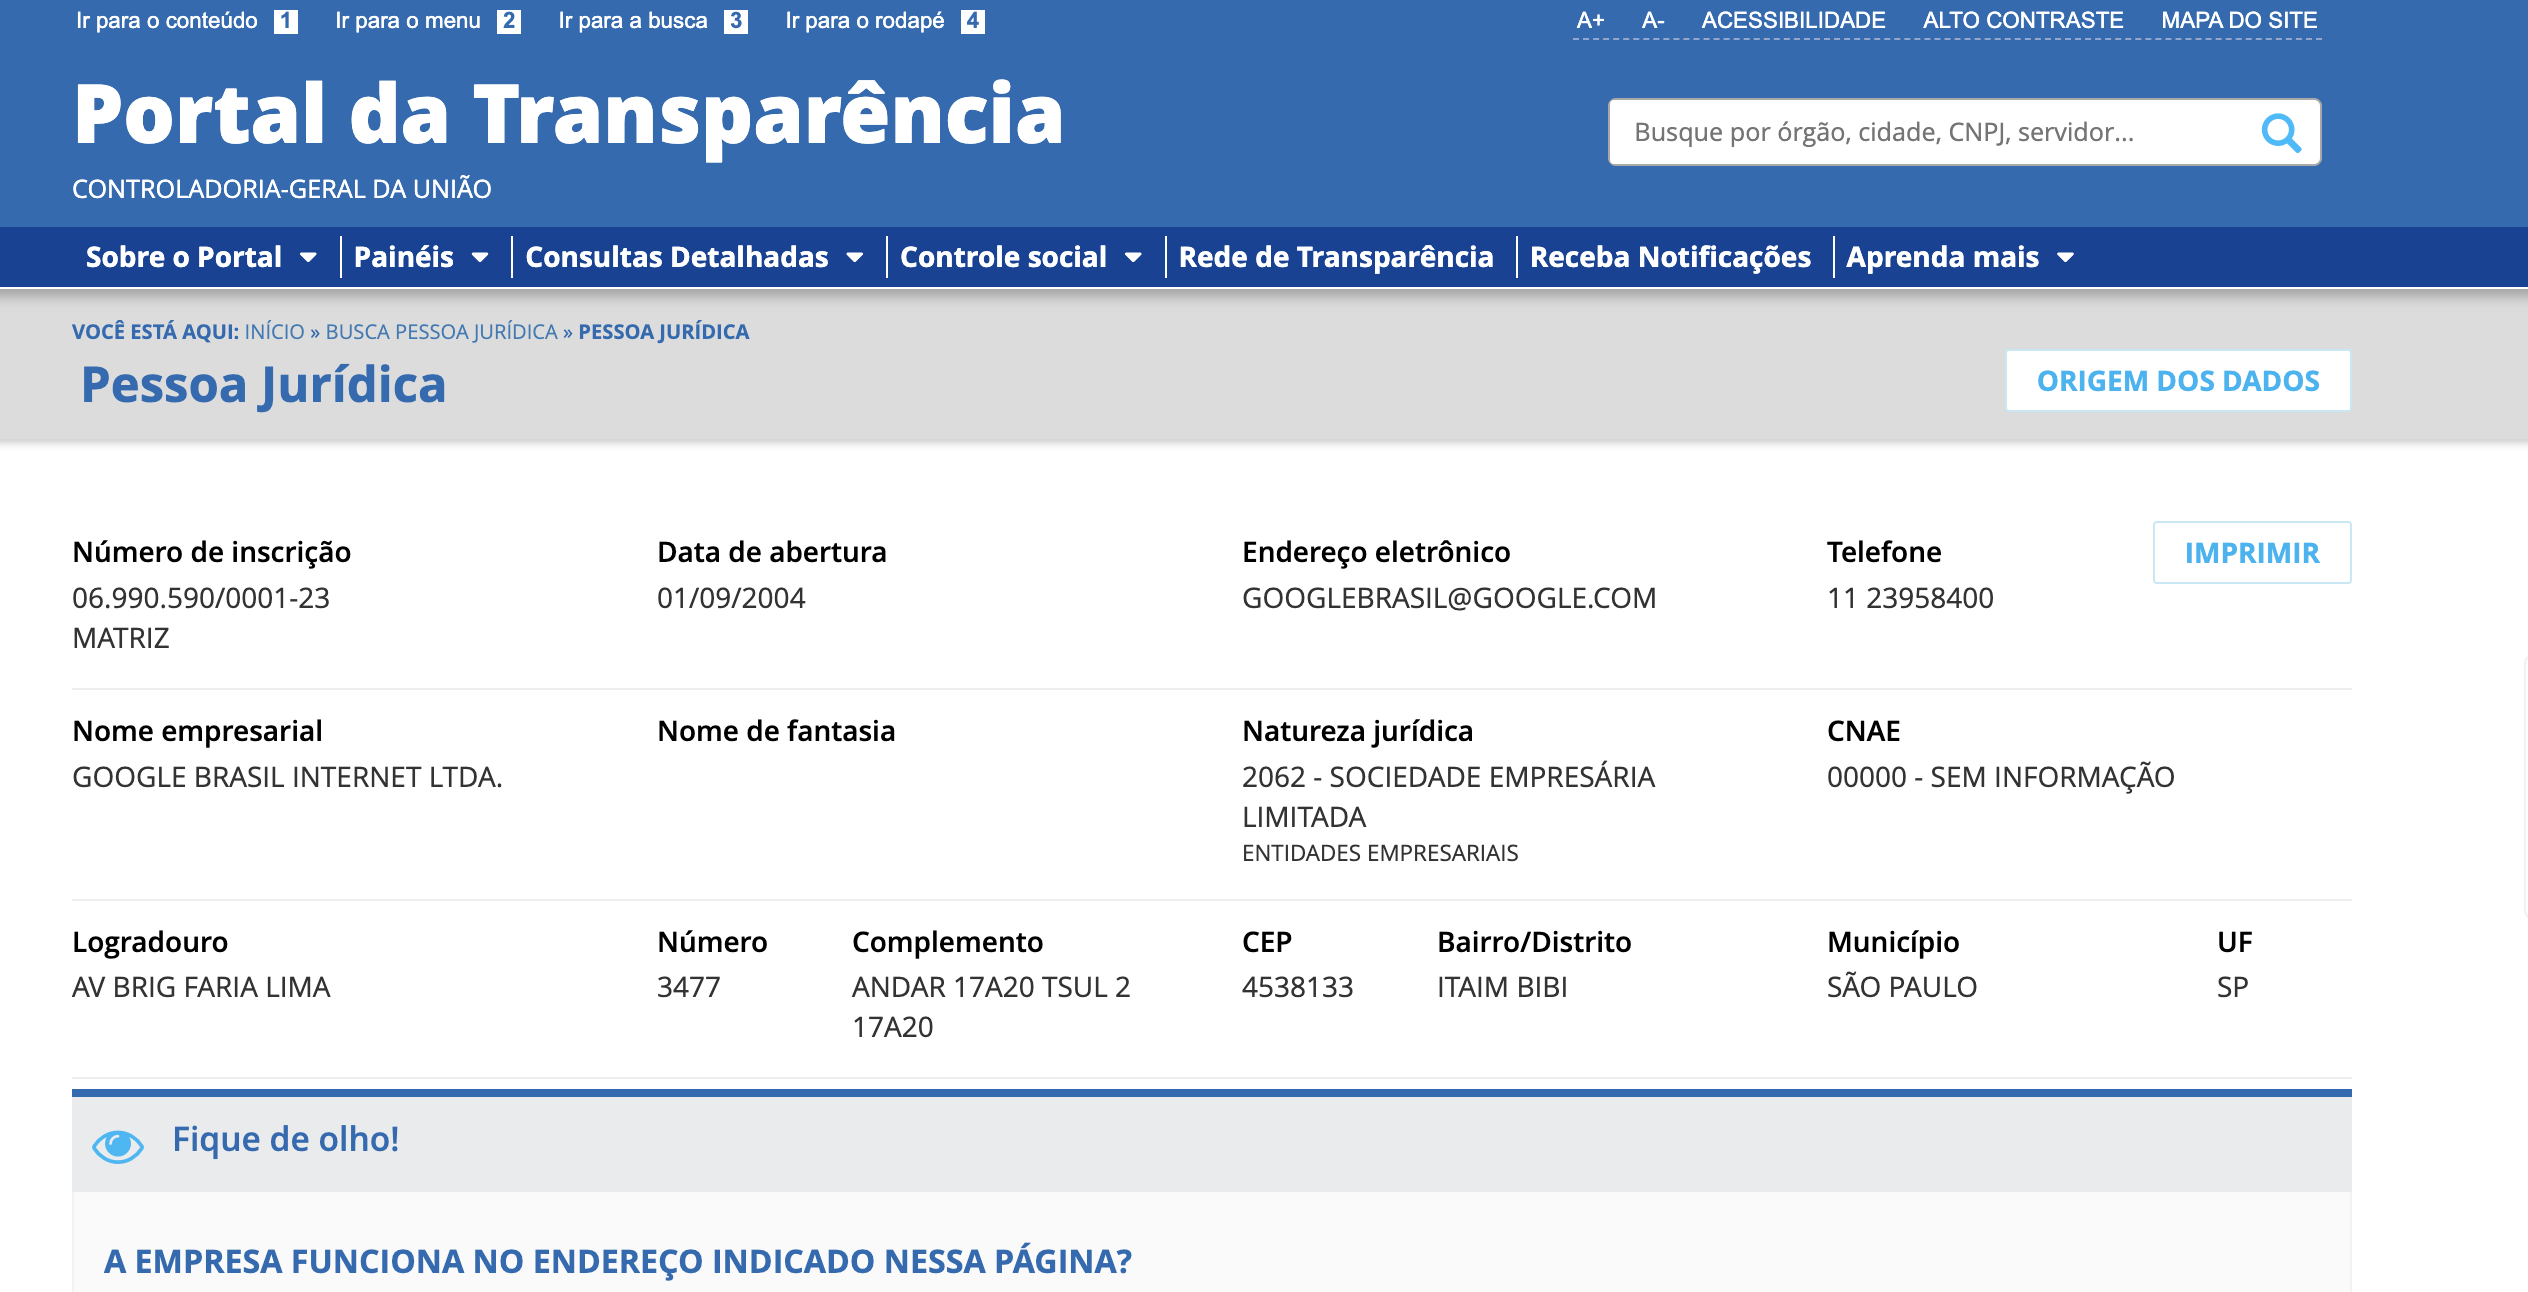 Ir para o conteúdo 1 Ir para o menu 2 Ir para a busca 3 Ir para o rodapé 4 A+ A- ACESSIBILIDADE ALTO CONTRASTE MAPA DO SITE
Portal da Transparência
Busque por órgão, cidade, CNPJ, servidor...
CONTROLADORIA-GERAL DA UNIÃO
Sobre o Portal Painéis Consultas Detalhadas Controle social Rede de Transparência Receba Notificações Aprenda mais
VOCÊ ESTÁ AQUI: INÍCIO » BUSCA PESSOA JURÍDICA » PESSOA JURÍDICA
Pessoa Jurídica
ORIGEM DOS DADOS
Número de inscrição Data de abertura Endereço eletrônico Telefone IMPRIMIR
06.990.590/0001-23 01/09/2004 GOOGLEBRASIL@GOOGLE.COM 11 23958400
MATRIZ
Nome empresarial Nome de fantasia Natureza jurídica CNAE
GOOGLE BRASIL INTERNET LTDA. 2062 - SOCIEDADE EMPRESÁRIA 00000 - SEM INFORMAÇÃO
LIMITADA
ENTIDADES EMPRESARIAIS
Logradouro Número Complemento CEP Bairro/Distrito Município UF
AV BRIG FARIA LIMA 3477 ANDAR 17A20 TSUL 2 4538133 ITAIM BIBI SÃO PAULO SP
17A20
Fique de olho!
A EMPRESA FUNCIONA NO ENDEREÇO INDICADO NESSA PÁGINA?